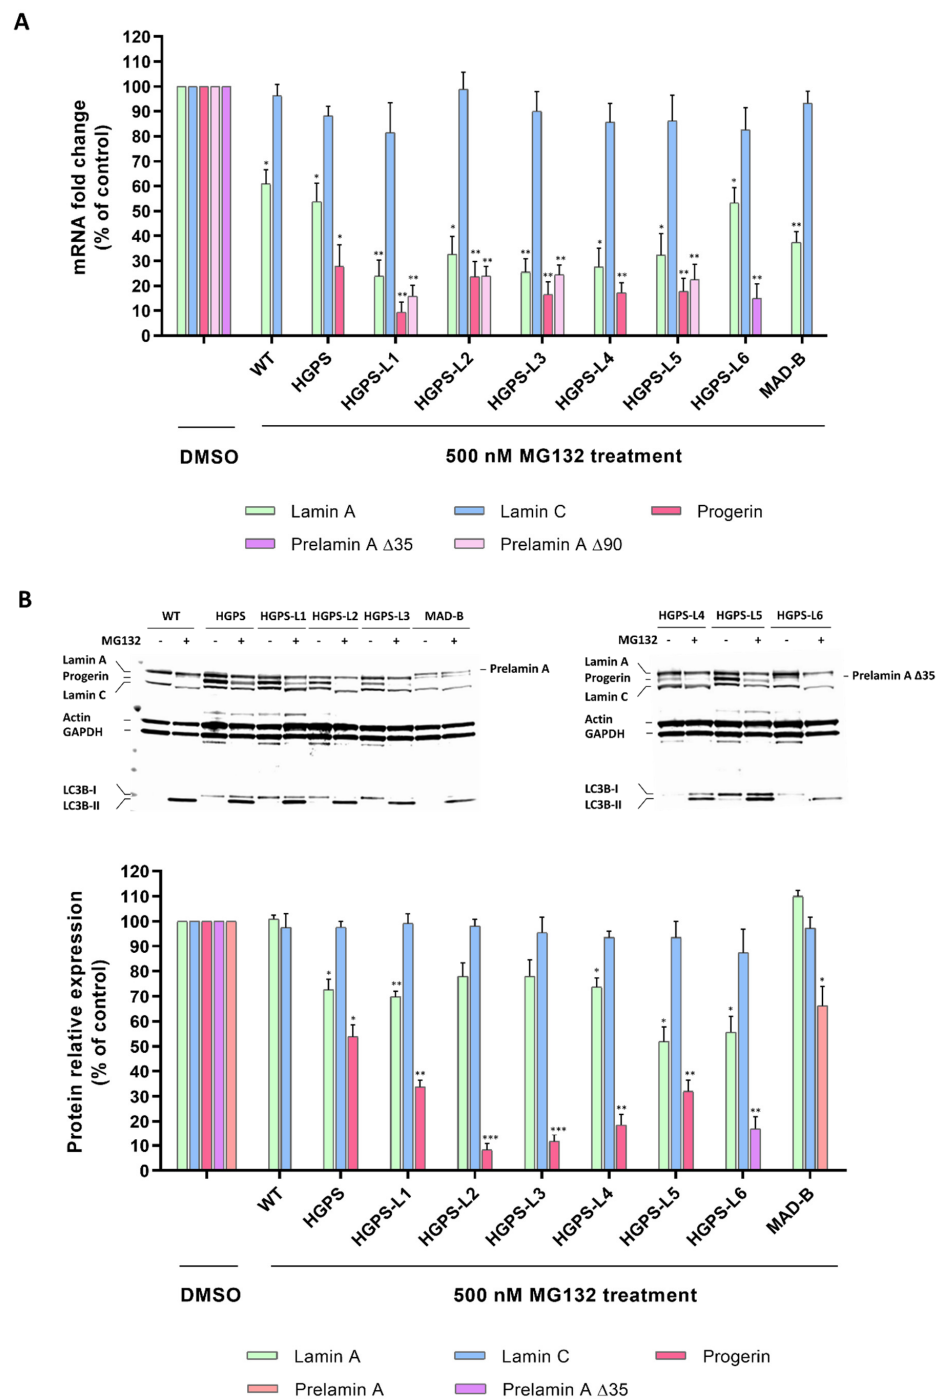 A
mRNA fold change
(% of control)
120
110
100
90
80
70
60
50
40
30
20
10
0
* * * * ** ** ** * ** ** ** ** ** * ** * ** ** * ** **
WT HGPS HGPS-L1 HGPS-L2 HGPS-L3 HGPS-L4 HGPS-L5 HGPS-L6 MAD-B
DMSO 500 nM MG132 treatment
Lamin A Lamin C Progerin
Prelamin A Δ35 Prelamin A Δ90
B
WT HGPS HGPS-L1 HGPS-L2 HGPS-L3 MAD-B
MG132 - + - + - + - + - + - +
Lamin A
Progerin
Lamin C
Prelamin A
Actin
GAPDH
LC3B-I
LC3B-II
HGPS-L4 HGPS-L5 HGPS-L6
MG132 - + - + - +
Lamin A
Progerin
Lamin C
Prelamin A Δ35
Actin
GAPDH
LC3B-I
LC3B-II
Protein relative expression
(% of control)
120
110
100
90
80
70
60
50
40
30
20
10
0
* * ** ** *** *** * ** * ** * ** *
WT HGPS HGPS-L1 HGPS-L2 HGPS-L3 HGPS-L4 HGPS-L5 HGPS-L6 MAD-B
DMSO 500 nM MG132 treatment
Lamin A Lamin C Progerin
Prelamin A Prelamin A Δ35